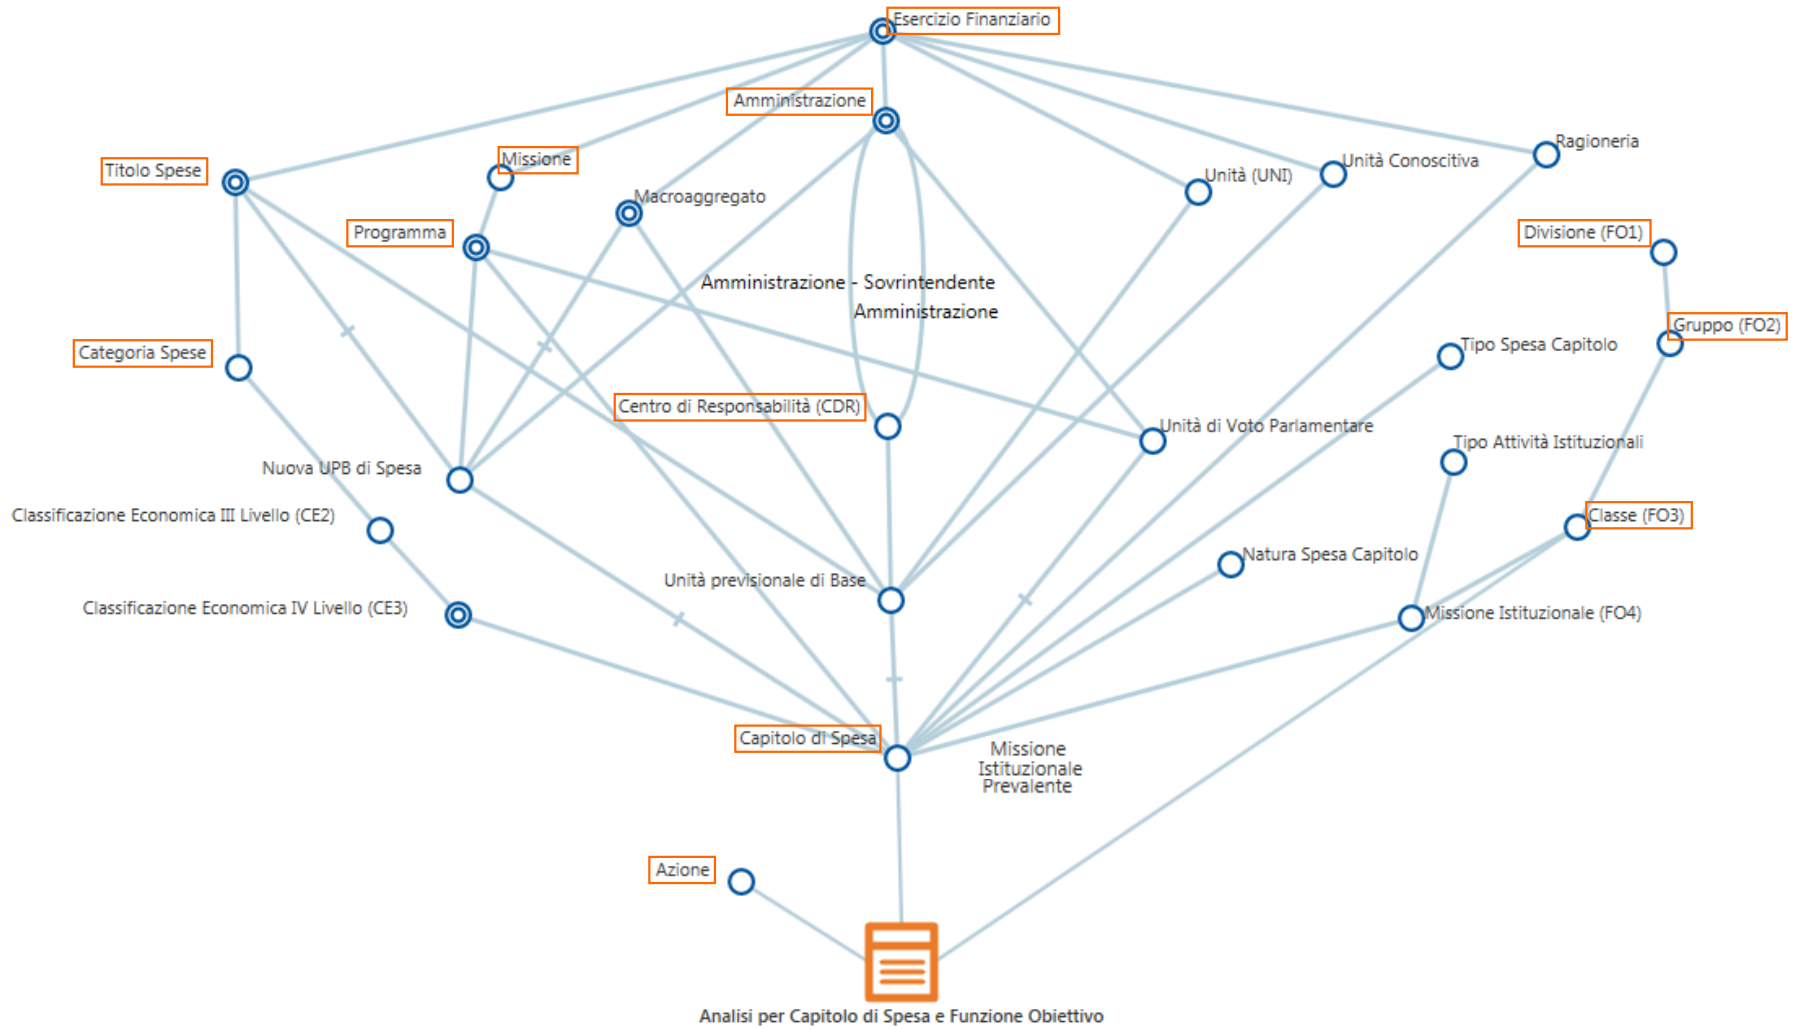 Esercizio Finanziario
Amministrazione
Ragioneria
Missione
Unità Conoscitiva
Titolo Spese
Unità (UNI)
Macroaggregato
Programma
Divisione (FO1)
Amministrazione - Sovrintendente
Amministrazione
Gruppo (FO2)
Tipo Spesa Capitolo
Categoria Spese
Centro di Responsabilità (CDR)
Unità di Voto Parlamentare
Tipo Attività Istituzionali
Nuova UPB di Spesa
Classificazione Economica III Livello (CE2)
Classe (FO3)
Natura Spesa Capitolo
Unità previsionale di Base
Classificazione Economica IV Livello (CE3)
Missione Istituzionale (FO4)
Capitolo di Spesa
Missione
Istituzionale
Prevalente
Azione
Analisi per Capitolo di Spesa e Funzione Obiettivo